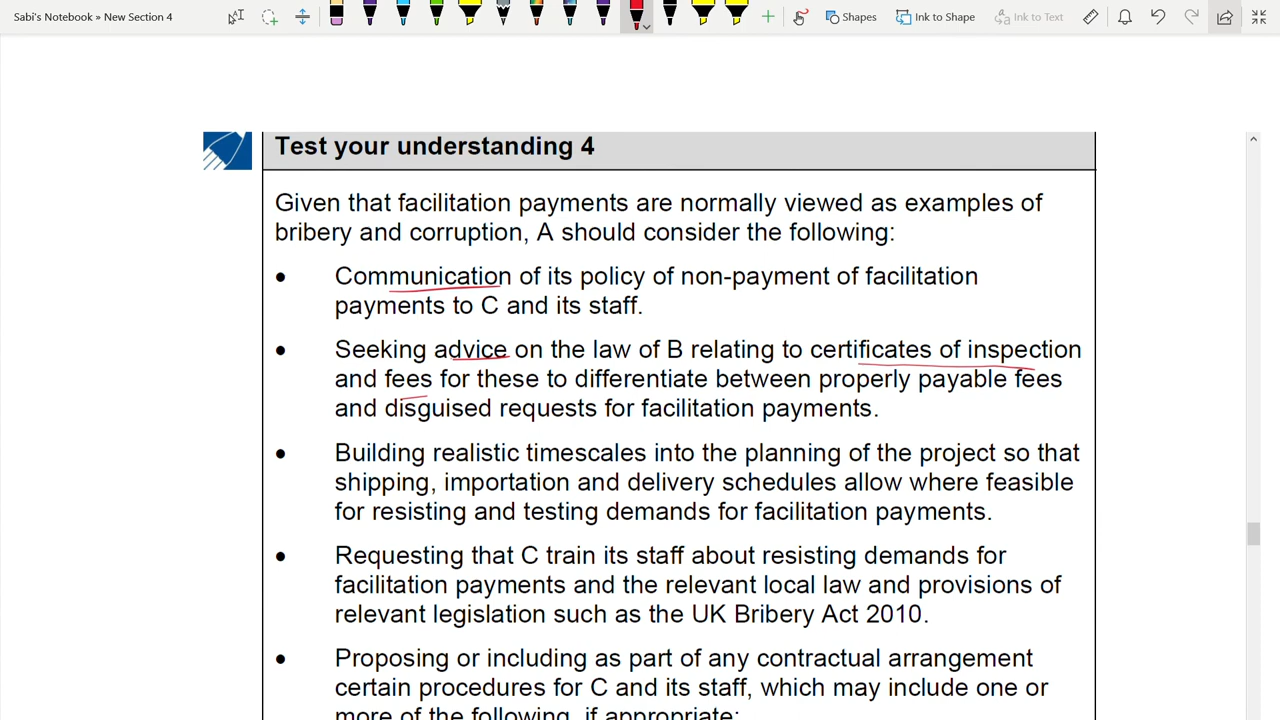 Sabi's Notebook » New Section 4
Shapes
Ink to Shape
Ink to Text
Test your understanding 4
Given that facilitation payments are normally viewed as examples of
bribery and corruption, A should consider the following:
• Communication of its policy of non-payment of facilitation
payments to C and its staff.
• Seeking advice on the law of B relating to certificates of inspection
and fees for these to differentiate between properly payable fees
and disguised requests for facilitation payments.
• Building realistic timescales into the planning of the project so that
shipping, importation and delivery schedules allow where feasible
for resisting and testing demands for facilitation payments.
• Requesting that C train its staff about resisting demands for
facilitation payments and the relevant local law and provisions of
relevant legislation such as the UK Bribery Act 2010.
• Proposing or including as part of any contractual arrangement
certain procedures for C and its staff, which may include one or
more of the following, if appropriate: